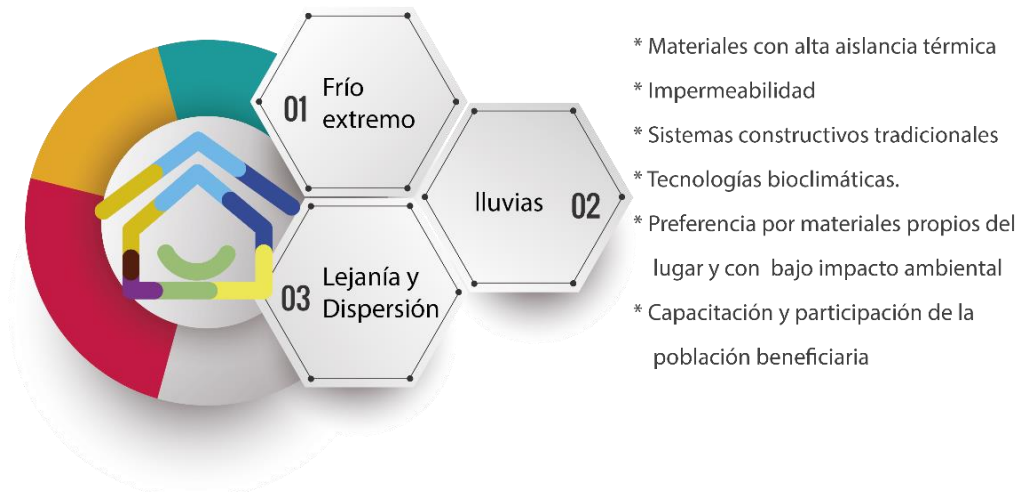 01
Frío
extremo
lluvias 02
03
Lejanía y
Dispersión
* Materiales con alta aislancia térmica
* Impermeabilidad
* Sistemas constructivos tradicionales
* Tecnologías bioclimáticas.
* Preferencia por materiales propios del
lugar y con bajo impacto ambiental
* Capacitación y participación de la
población beneficiaria